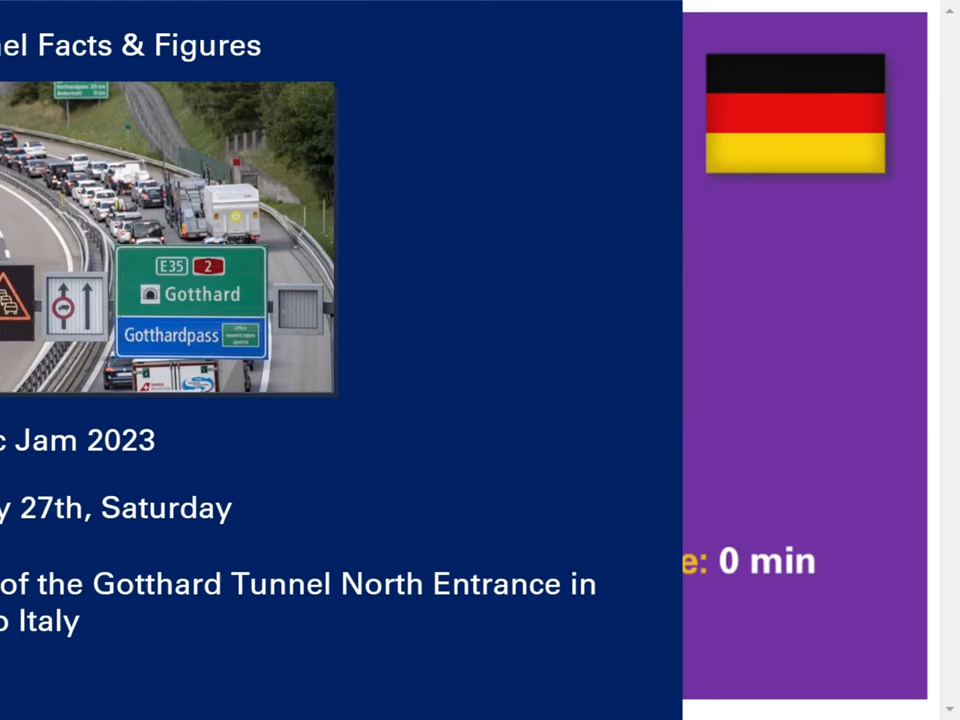 el Facts & Figures
E35 2
Gotthard
Gotthardpass
c Jam 2023
y 27th, Saturday
e: 0 min
of the Gotthard Tunnel North Entrance in
o Italy